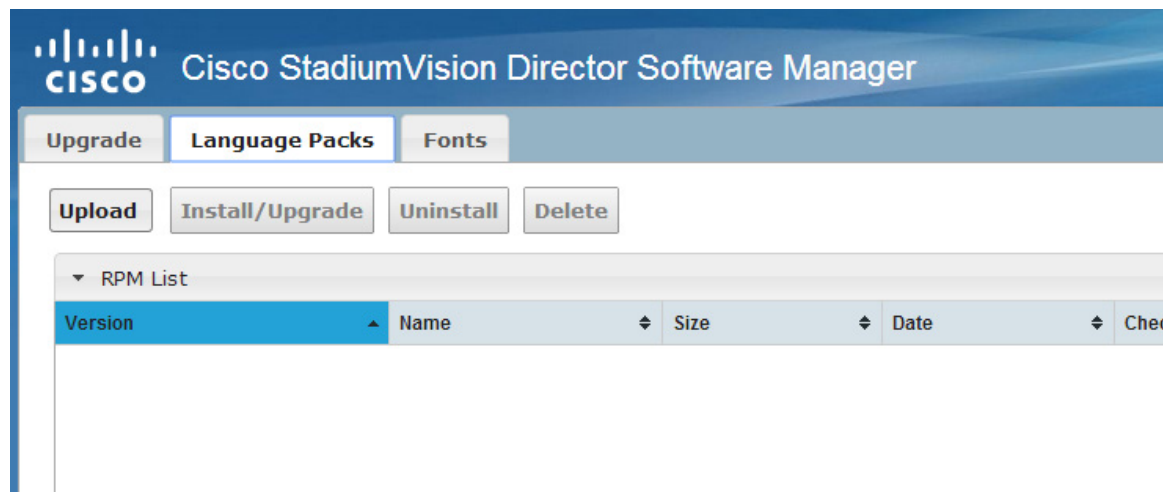 CISCO Cisco StadiumVision Director Software Manager
Upgrade Language Packs Fonts
Upload Install/Upgrade Uninstall Delete
RPM List
Version Name Size Date Chec